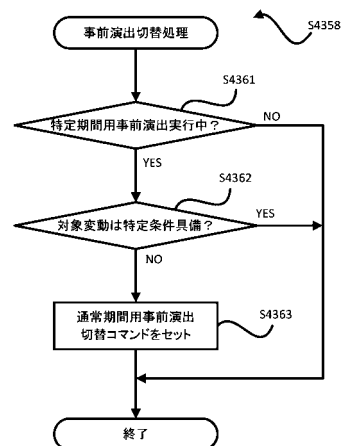 事前演出切替処理
S4358
S4361
特定期間用事前演出実行中？
NO
YES
S4362
対象変動は特定条件具備？
YES
NO
通常期間用事前演出
切替コマンドをセット
S4363
終了